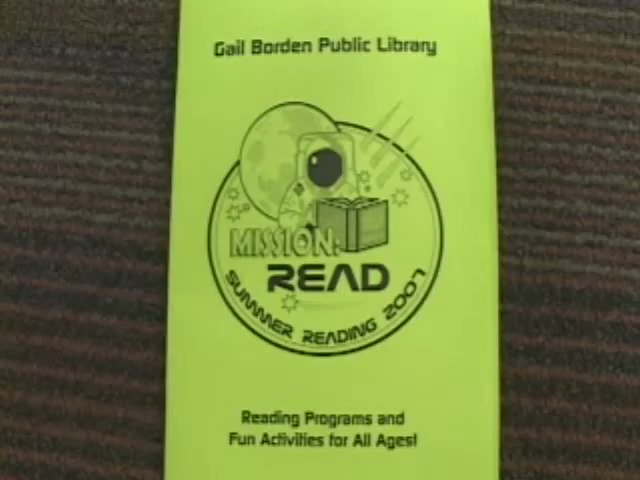 Gail Borden Public Library
MISSION:
READ
SUMMER READING 2007
Reading Programs and
Fun Activities for All Ages!